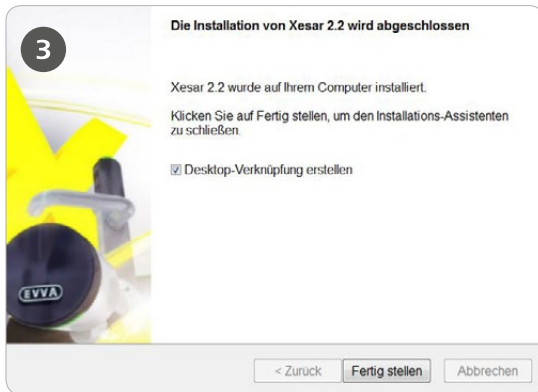 3
Die Installation von Xesar 2.2 wird abgeschlossen
Xesar 2.2 wurde auf Ihrem Computer installiert.
Klicken Sie auf Fertig stellen, um den Installations-Assistenten
zu schließen.
Desktop-Verknüpfung erstellen
EVVA
< Zurück Fertig stellen Abbrechen